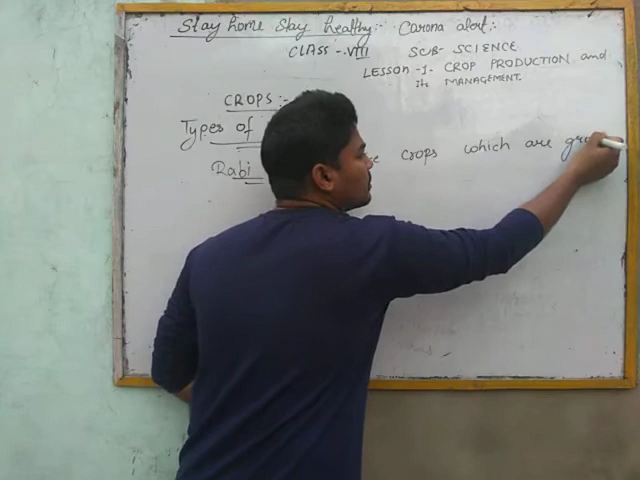 Stay home Stay healthy:- Carona alert:-
CLASS -: VIII SUB- SCIENCE
LESSON -1- CROP PRODUCTION and
its MANAGEMENT.
CROPS:-
Types of
Rabi crops which are